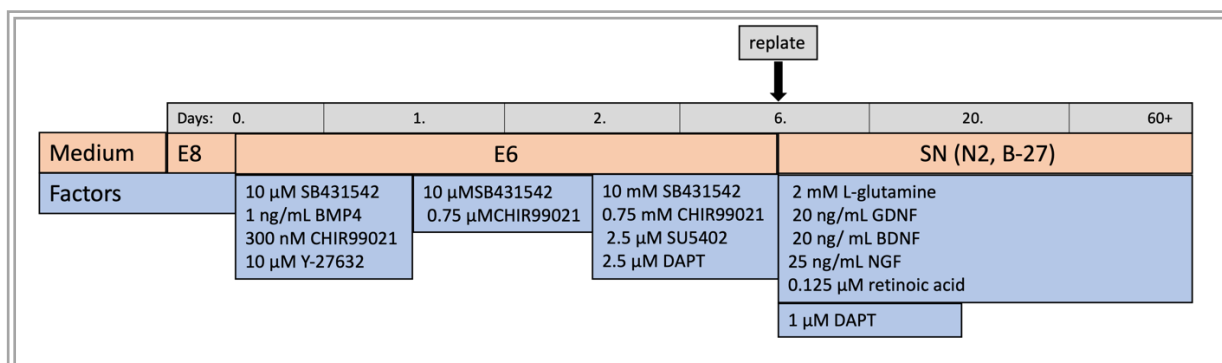 replate
Days: 0. 1. 2. 6. 20. 60+
Medium E8 E6 SN (N2, B-27)
Factors
10 µM SB431542
1 ng/mL BMP4
300 nM CHIR99021
10 µM Y-27632
10 µMSB431542
0.75 µMCHIR99021
10 mM SB431542
0.75 mM CHIR99021
2.5 µM SU5402
2.5 µM DAPT
2 mM L-glutamine
20 ng/mL GDNF
20 ng/ mL BDNF
25 ng/mL NGF
0.125 µM retinoic acid
1 µM DAPT